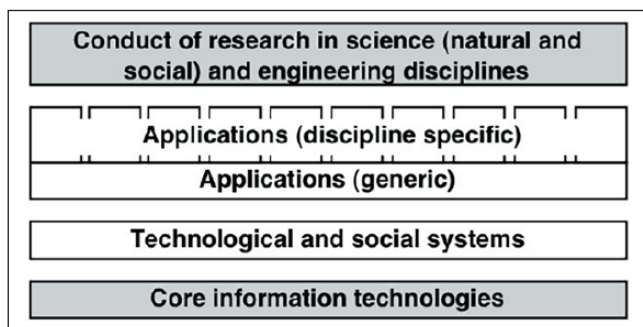 Conduct of research in science (natural and
social) and engineering disciplines
Applications (discipline specific)
Applications (generic)
Technological and social systems
Core information technologies